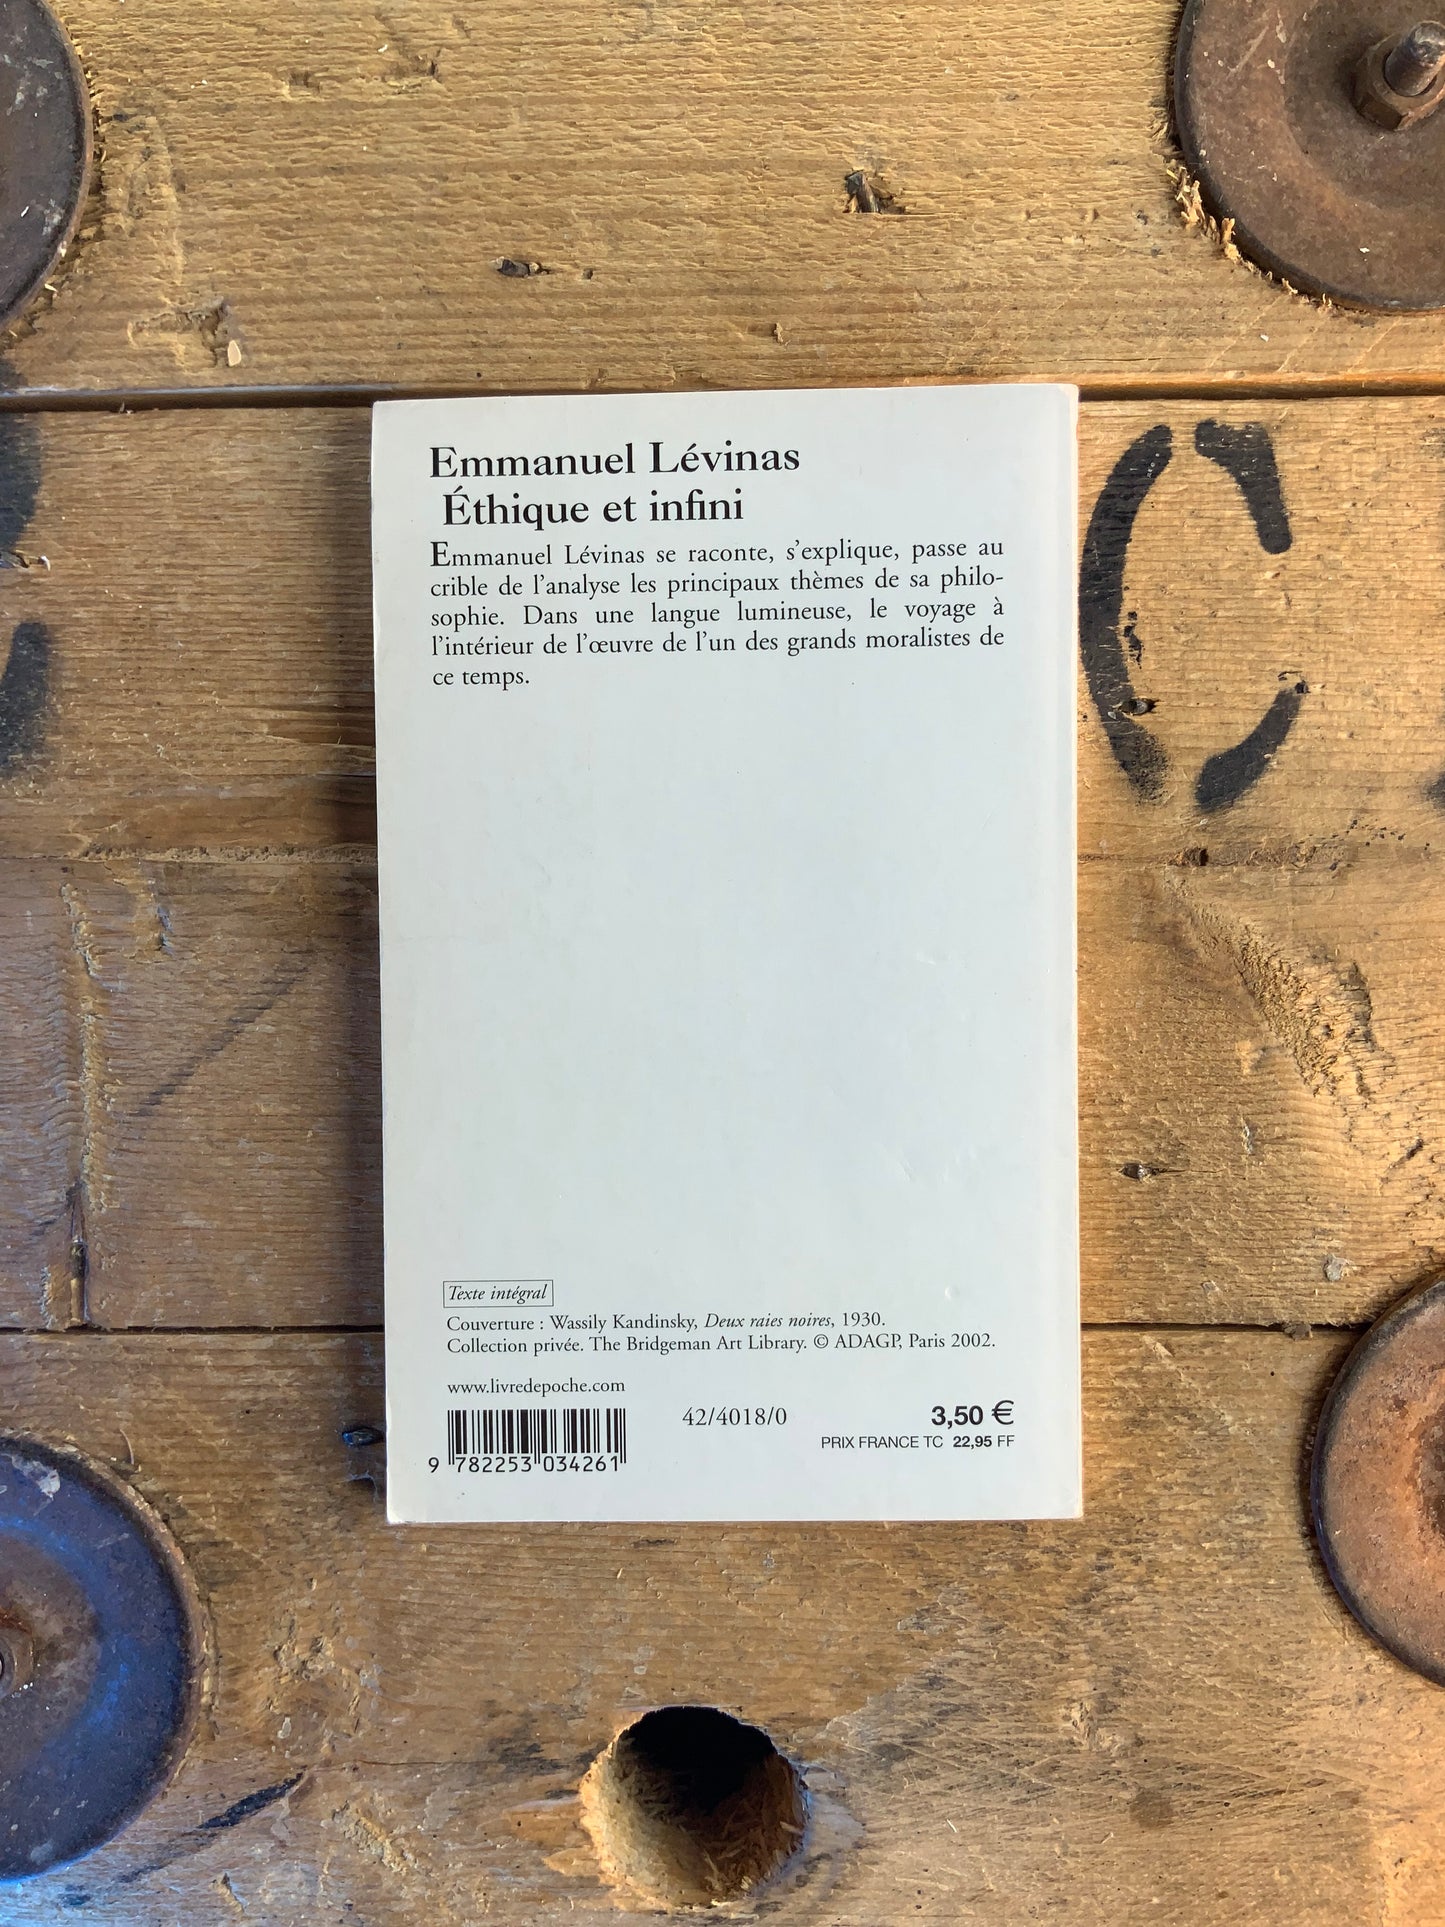 Emmanuel Lévinas
Éthique et infini
Emmanuel Lévinas se raconte, s'explique, passe au
crible de l'analyse les principaux thèmes de sa philo-
sophie. Dans une langue lumineuse, le voyage à
l'intérieur de l'œuvre de l'un des grands moralistes de
ce temps.
Texte intégral
Couverture : Wassily Kandinsky, Deux raies noires, 1930.
Collection privée. The Bridgeman Art Library. © ADAGP, Paris 2002.
www.livredepoche.com
42/4018/0
3,50 €
PRIX FRANCE TC 22,95 FF
9 782253 034261